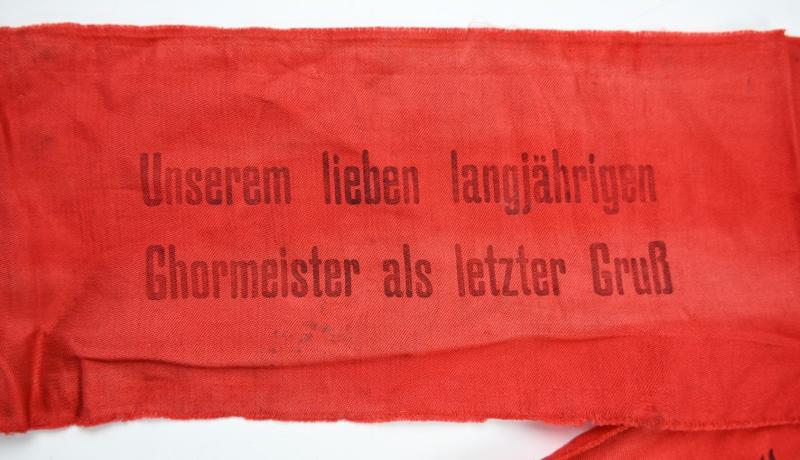 Unserem lieben langjährigen
Chormeister als letzter Gruß